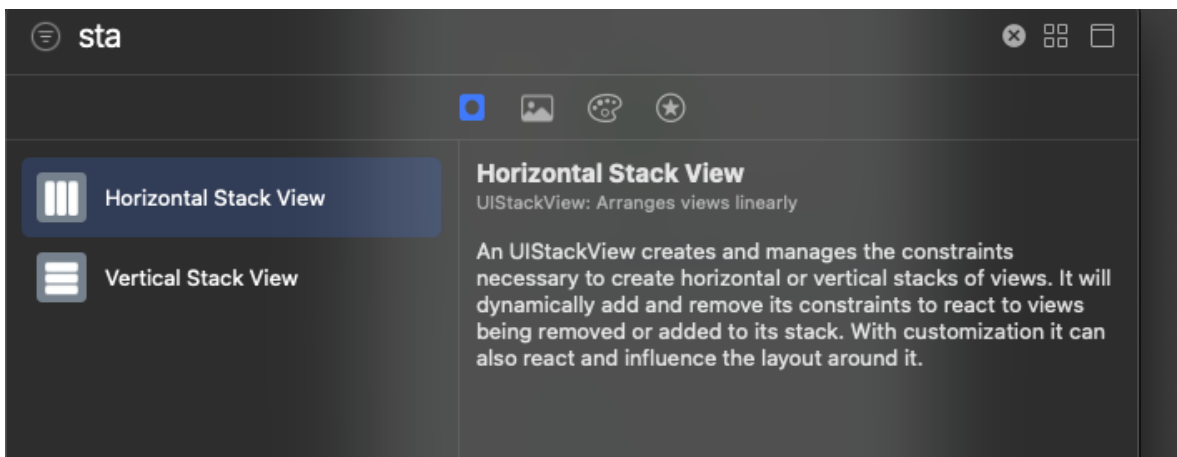 sta
Horizontal Stack View
Vertical Stack View
Horizontal Stack View
UIStackView: Arranges views linearly
An UIStackView creates and manages the constraints
necessary to create horizontal or vertical stacks of views. It will
dynamically add and remove its constraints to react to views
being removed or added to its stack. With customization it can
also react and influence the layout around it.